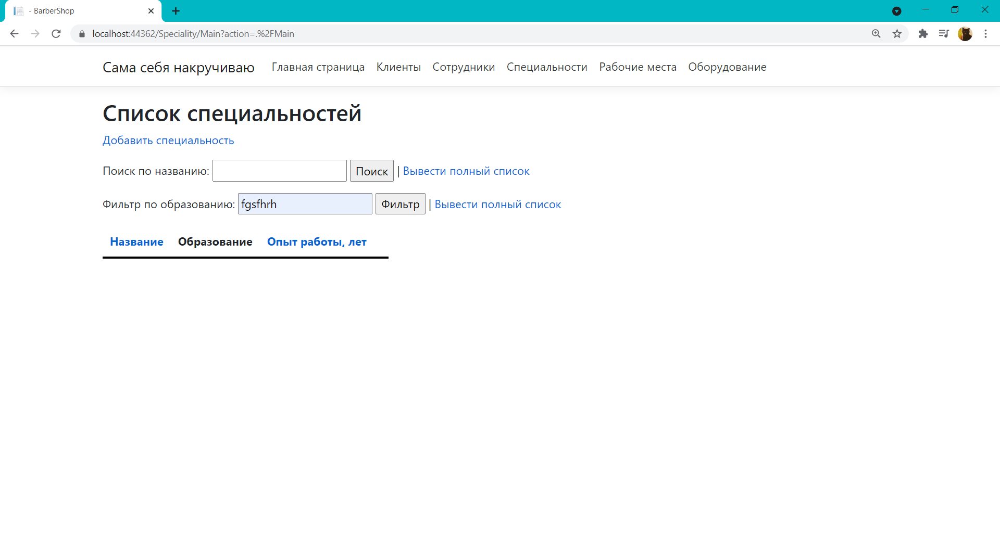 - BarberShop
localhost:44362/Speciality/Main?action=.%2FMain
Сама себя накручиваю Главная страница Клиенты Сотрудники Специальности Рабочие места Оборудование
Список специальностей
Добавить специальность
Поиск по названию: Поиск | Вывести полный список
Фильтр по образованию: fgsfhrh Фильтр | Вывести полный список
Название Образование Опыт работы, лет